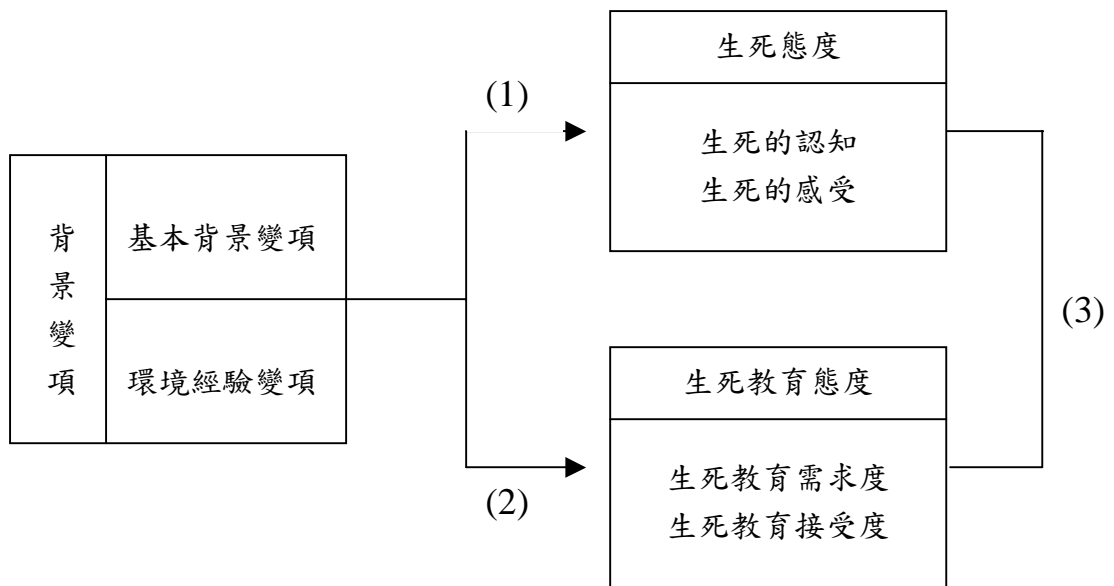 背景變項
基本背景變項
環境經驗變項
(1)
(2)
生死態度
生死的認知
生死的感受
生死教育態度
生死教育需求度
生死教育接受度
(3)